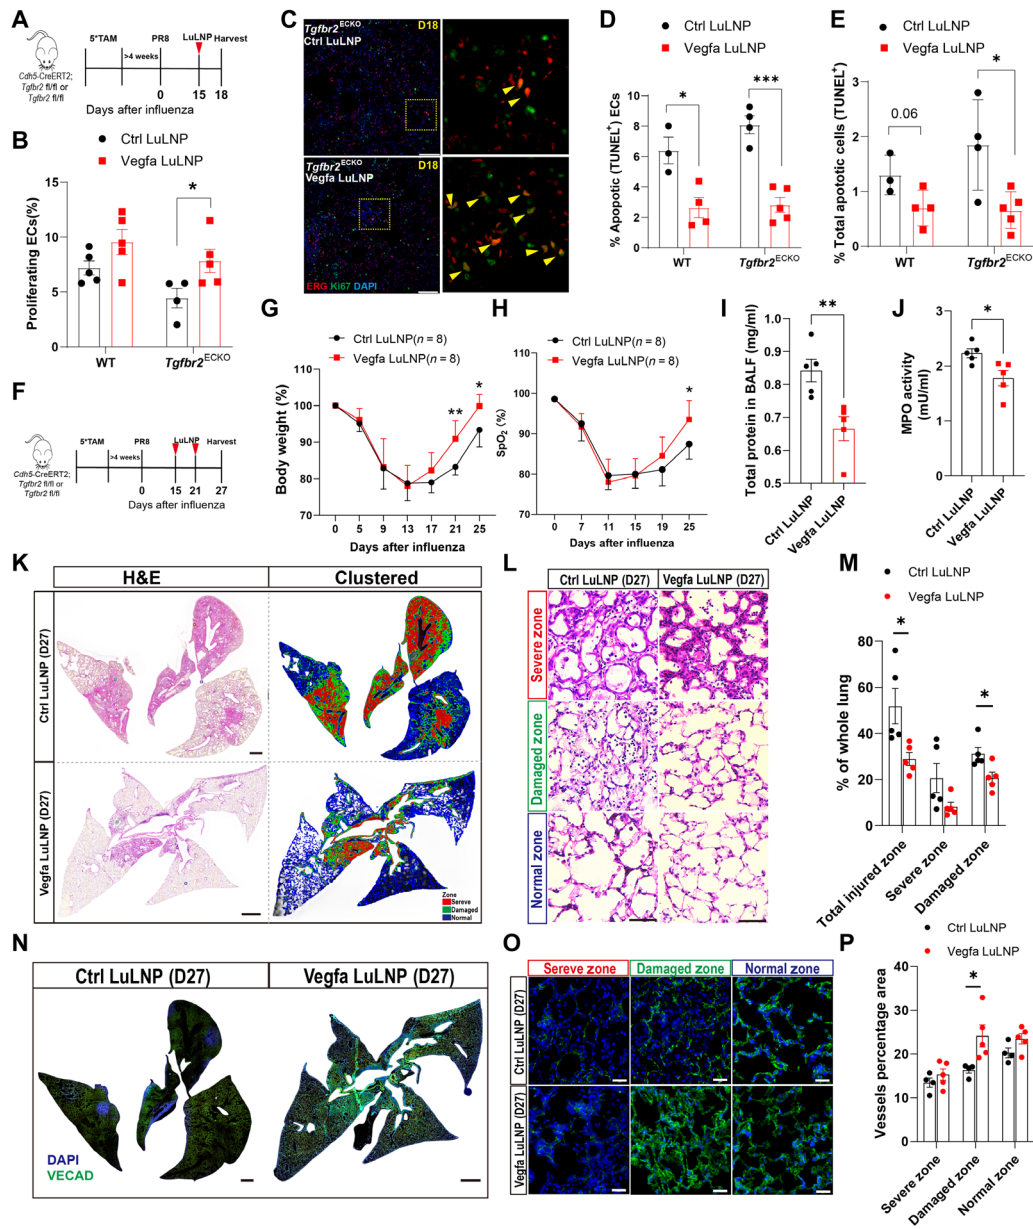 A
5*TAM
PR8
LuLNP
Harvest
>4 weeks
Cdh5-CreERT2;
Tgfbr2 fl/fl or
Tgfbr2 fl/fl
0
15
18
Days after influenza
B
Ctrl LuLNP
Vegfa LuLNP
Proliferating ECs(%)
15
10
5
0
*
WT
Tgfbr2ECKO
C
Tgfbr2ECKO
Ctrl LuLNP
D18
Tgfbr2ECKO
Vegfa LuLNP
D18
ERG Ki67 DAPI
D
Ctrl LuLNP
Vegfa LuLNP
% Apopotic (TUNEL+) ECs
10
8
6
4
2
0
*
***
WT
Tgfbr2ECKO
E
% Total apoptotic cells (TUNEL+)
3
2
1
0
0.06
*
WT
Tgfbr2ECKO
F
5*TAM
PR8
LuLNP
Harvest
>4 weeks
Cdh5-CreERT2;
Tgfbr2 fl/fl or
Tgfbr2 fl/fl
0
15
21
27
Days after influenza
G
Ctrl LuLNP(n = 8)
Vegfa LuLNP(n = 8)
Body weight (%)
100
90
80
70
**
*
0 5 9 13 17 21 25
Days after influenza
H
Ctrl LuLNP(n = 8)
Vegfa LuLNP(n = 8)
SpO2 (%)
100
90
80
70
*
0 7 11 15 19 25
Days after influenza
I
Total protein in BALF (mg/ml)
1.0
0.9
0.8
0.7
0.6
0.5
**
Ctrl LuLNP
Vegfa LuLNP
J
MPO activity
(mU/ml)
3
2
1
0
*
Ctrl LuLNP
Vegfa LuLNP
K
H&E
Clustered
Ctrl LuLNP (D27)
Vegfa LuLNP (D27)
Zone
Sereve
Damaged
Normal
L
Ctrl LuLNP (D27)
Vegfa LuLNP (D27)
Severe zone
Damaged zone
Normal zone
M
Ctrl LuLNP
Vegfa LuLNP
% of whole lung
80
60
40
20
0
*
*
Total injured zone
Severe zone
Damaged zone
N
Ctrl LuLNP (D27)
Vegfa LuLNP (D27)
DAPI
VECAD
O
Sereve zone
Damaged zone
Normal zone
Ctrl LuLNP (D27)
Vegfa LuLNP (D27)
P
Ctrl LuLNP
Vegfa LuLNP
Vessels percentage area
40
30
20
10
0
*
Severe zone
Damaged zone
Normal zone